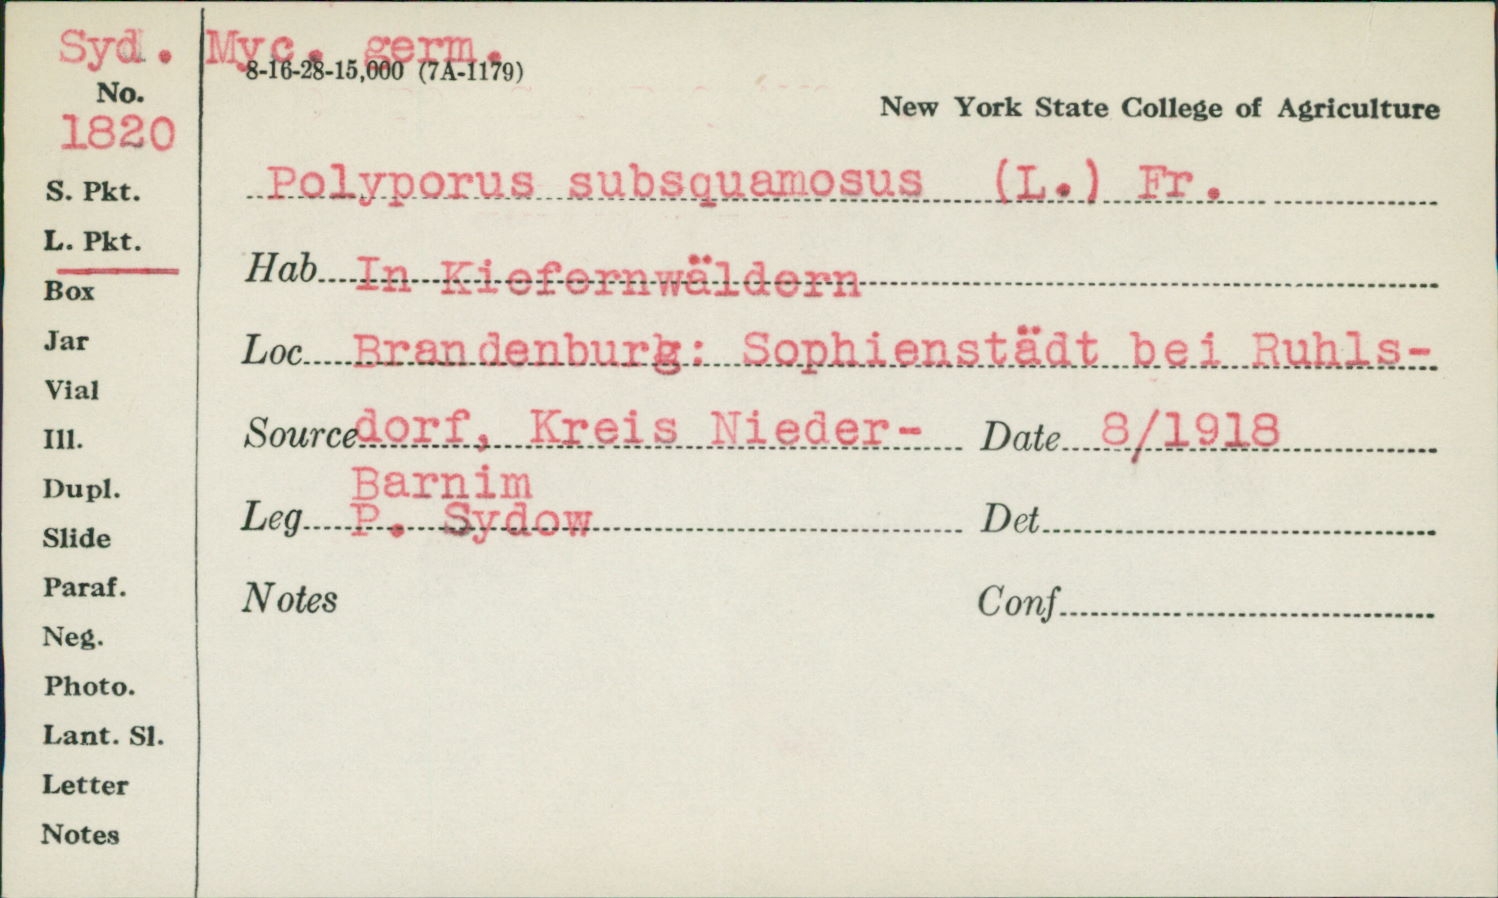 Syd. Myc. germ.
8-16-28-15,000 (7A-1179)
No.
1820
New York State College of Agriculture
S. Pkt.
Polyporus subsquamosus (L.) Fr.
L. Pkt.
Hab. In Kiefernwäldern
Box
Jar
Loc. Brandenburg: Sophienstädt bei Ruhls-
Vial
Ill.
Source dorf, Kreis Nieder- Date 8/1918
Barnim
Dupl.
Leg. P. Sydow Det.
Slide
Paraf.
Notes Conf.
Neg.
Photo.
Lant. Sl.
Letter
Notes